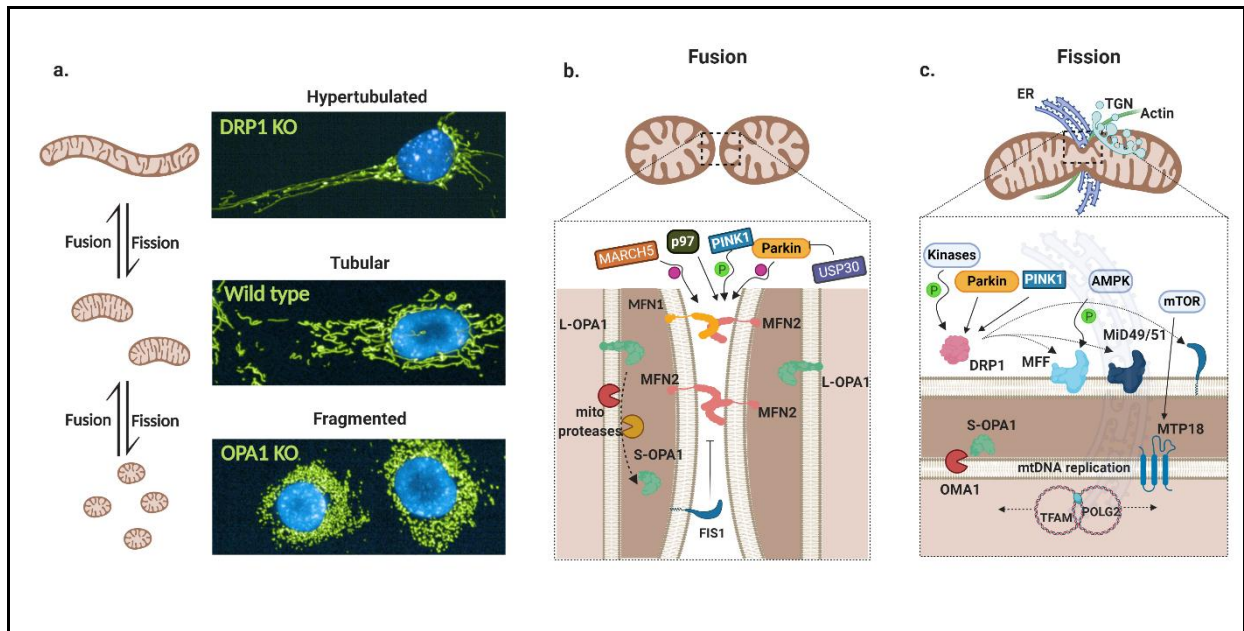 a.
Hypertubulated
DRP1 KO
Fusion
Fission
Tubular
Wild type
Fusion
Fission
Fragmented
OPA1 KO
b.
Fusion
MARCH5
p97
PINK1
Parkin
P
USP30
MFN1
MFN2
L-OPA1
L-OPA1
MFN2
MFN2
mito
proteases
S-OPA1
FIS1
c.
Fission
ER
TGN
Actin
Kinases
P
Parkin
PINK1
AMPK
P
mTOR
MiD49/51
DRP1
MFF
S-OPA1
MTP18
mtDNA replication
OMA1
TFAM
POLG2